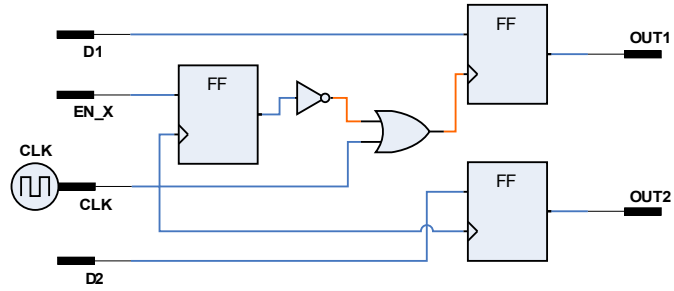 FF
D1
OUT1
FF
EN_X
CLK
CLK
FF
OUT2
D2